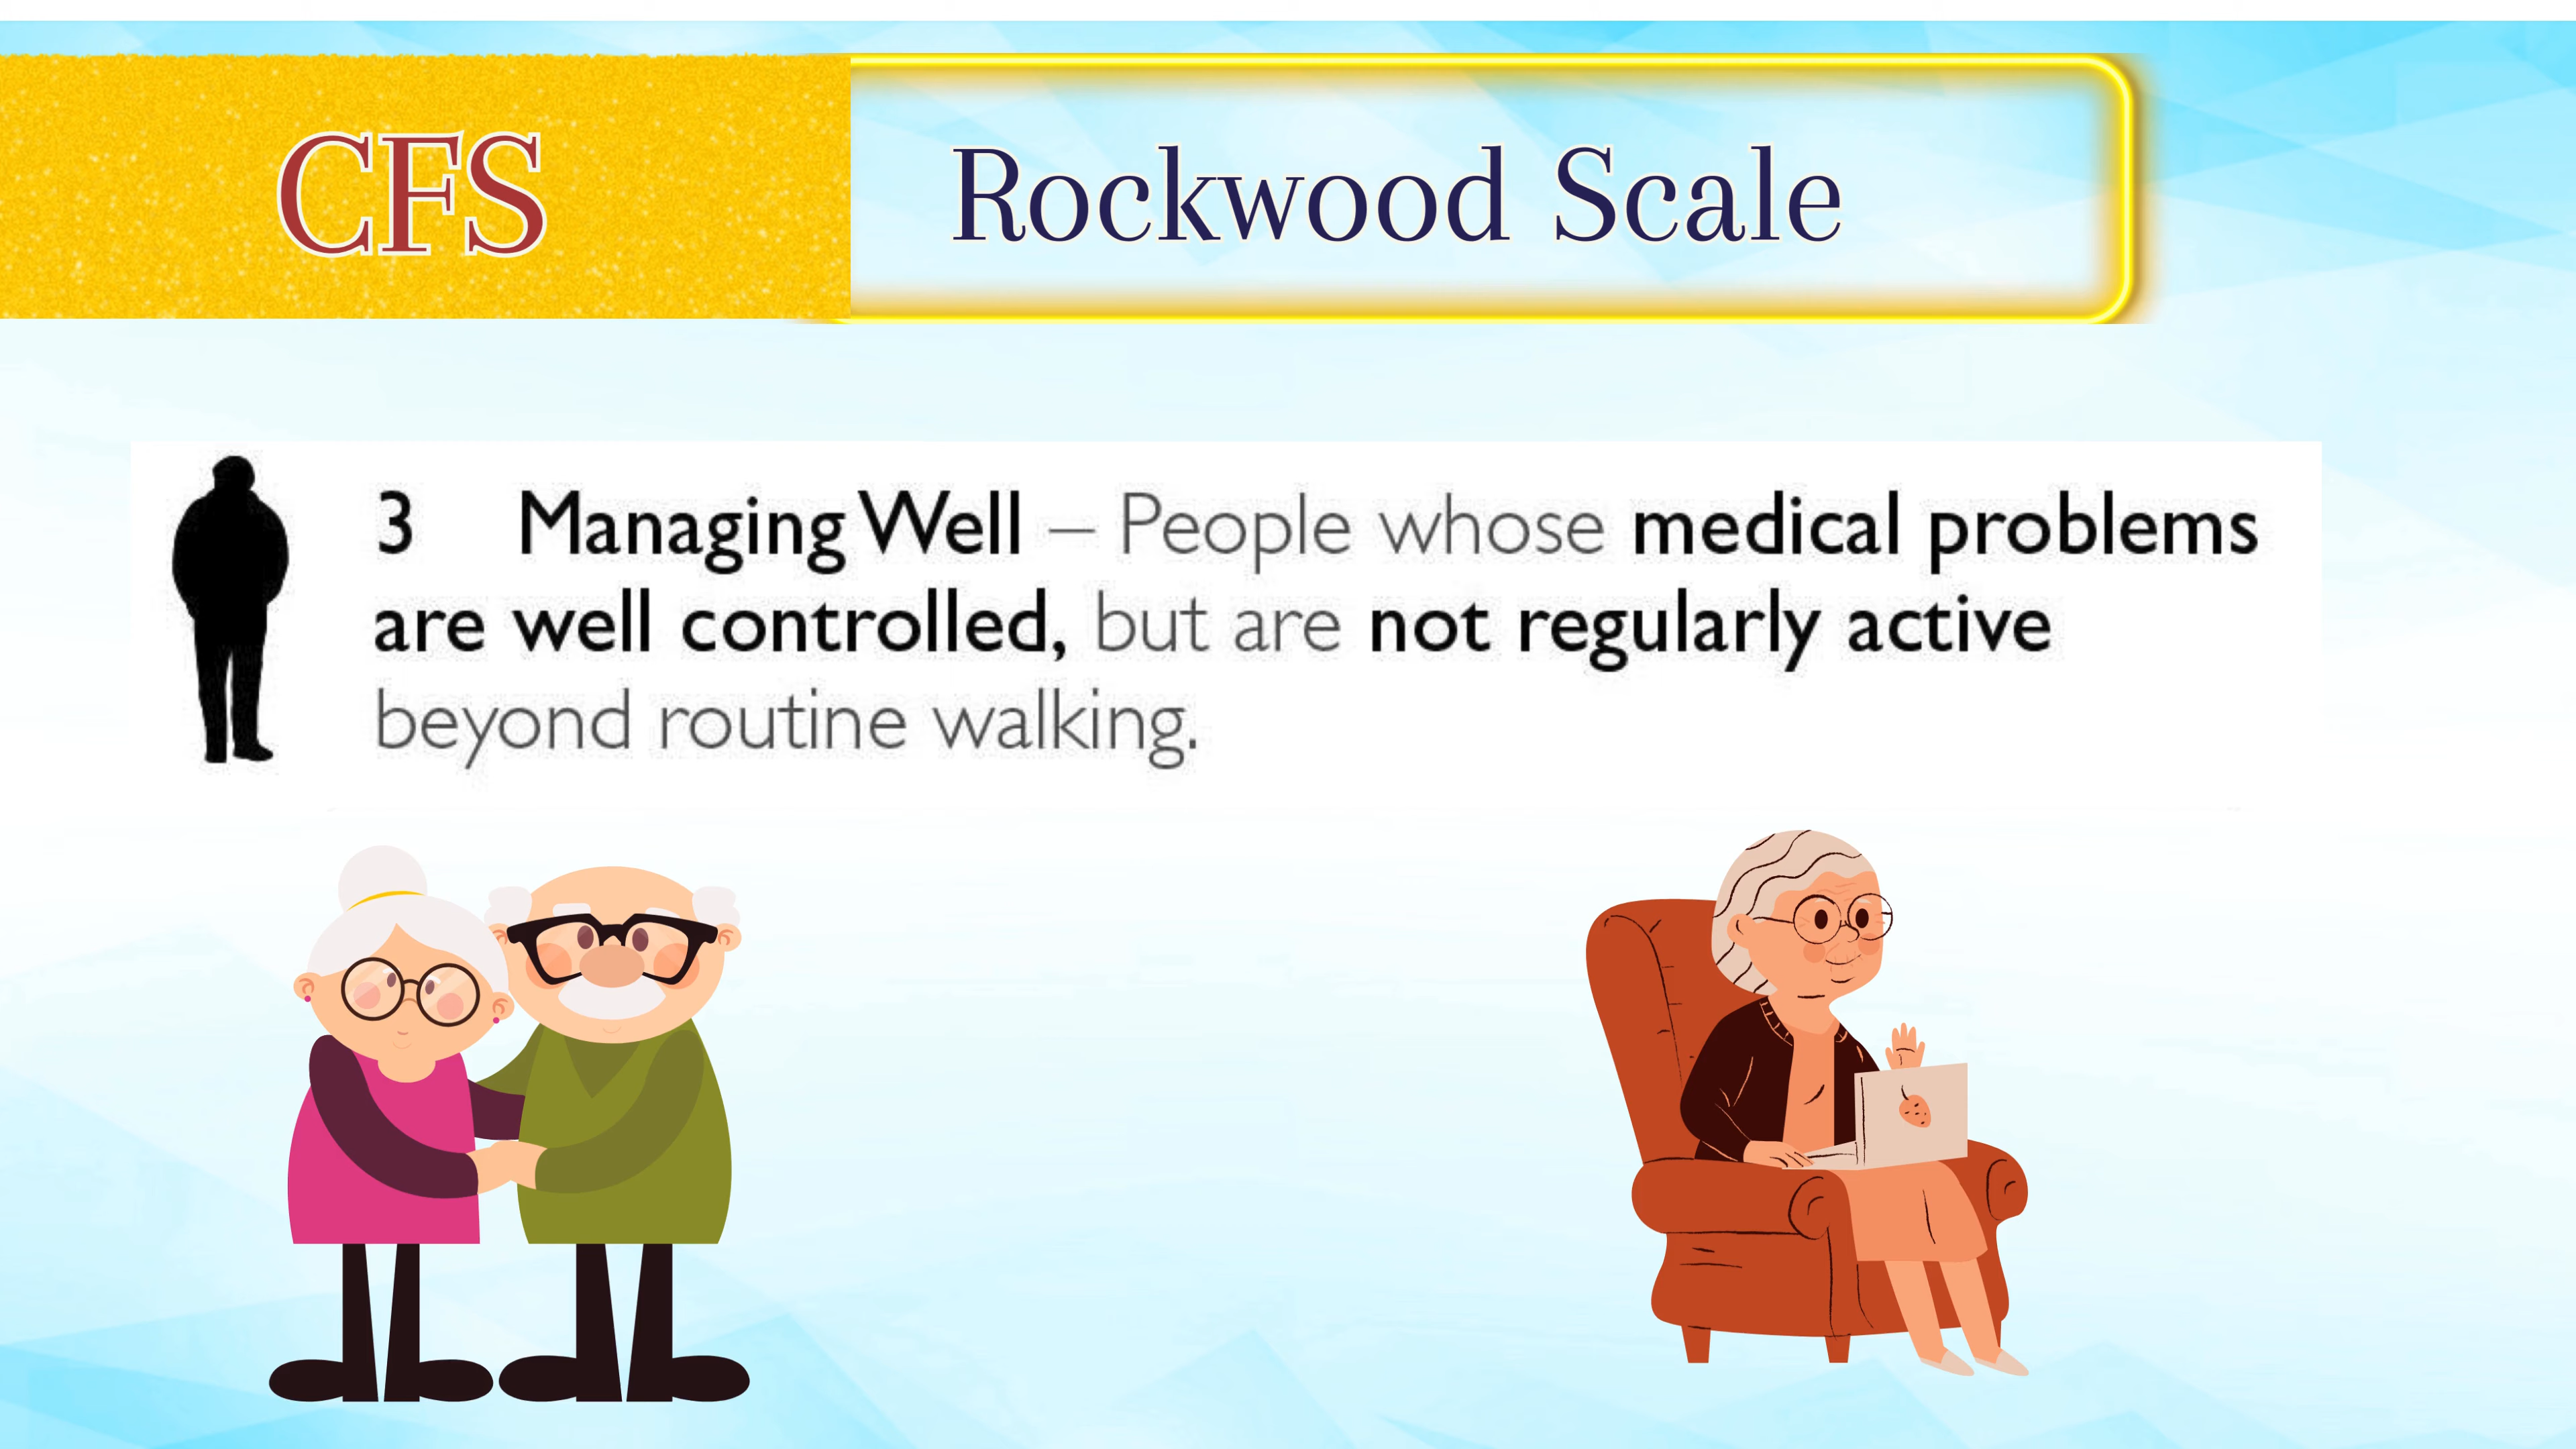 CFS
Rockwood Scale
3 Managing Well – People whose medical problems
are well controlled, but are not regularly active
beyond routine walking.